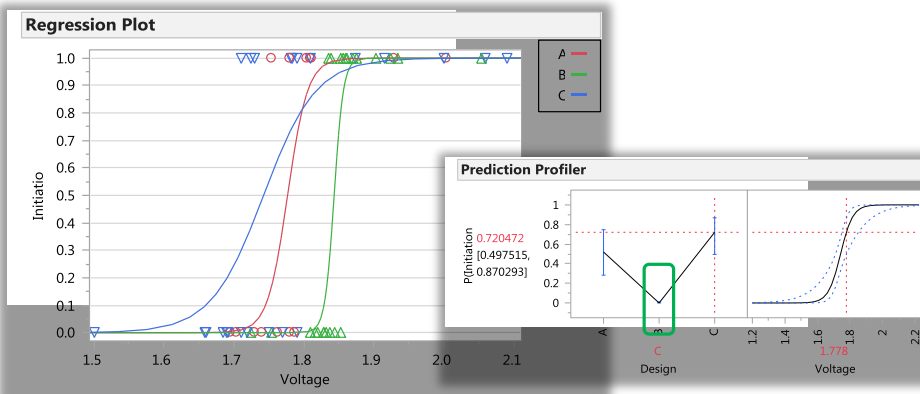 Regression Plot
1.0
0.9
0.8
0.7
0.6
0.5
0.4
0.3
0.2
0.1
0.0
Initiatio
1.5 1.6 1.7 1.8 1.9 2.0 2.1
Voltage
A
B
C
Prediction Profiler
P(Initiation
0.720472
[0.497515,
0.870293]
1
0.8
0.6
0.4
0.2
0
A B C
C
Design
1.2 1.4 1.6 1.8 2 2.2
1.778
Voltage